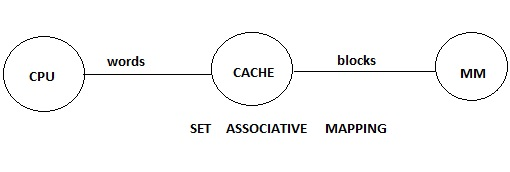 words
blocks
CPU
CACHE
MM
SET ASSOCIATIVE MAPPING